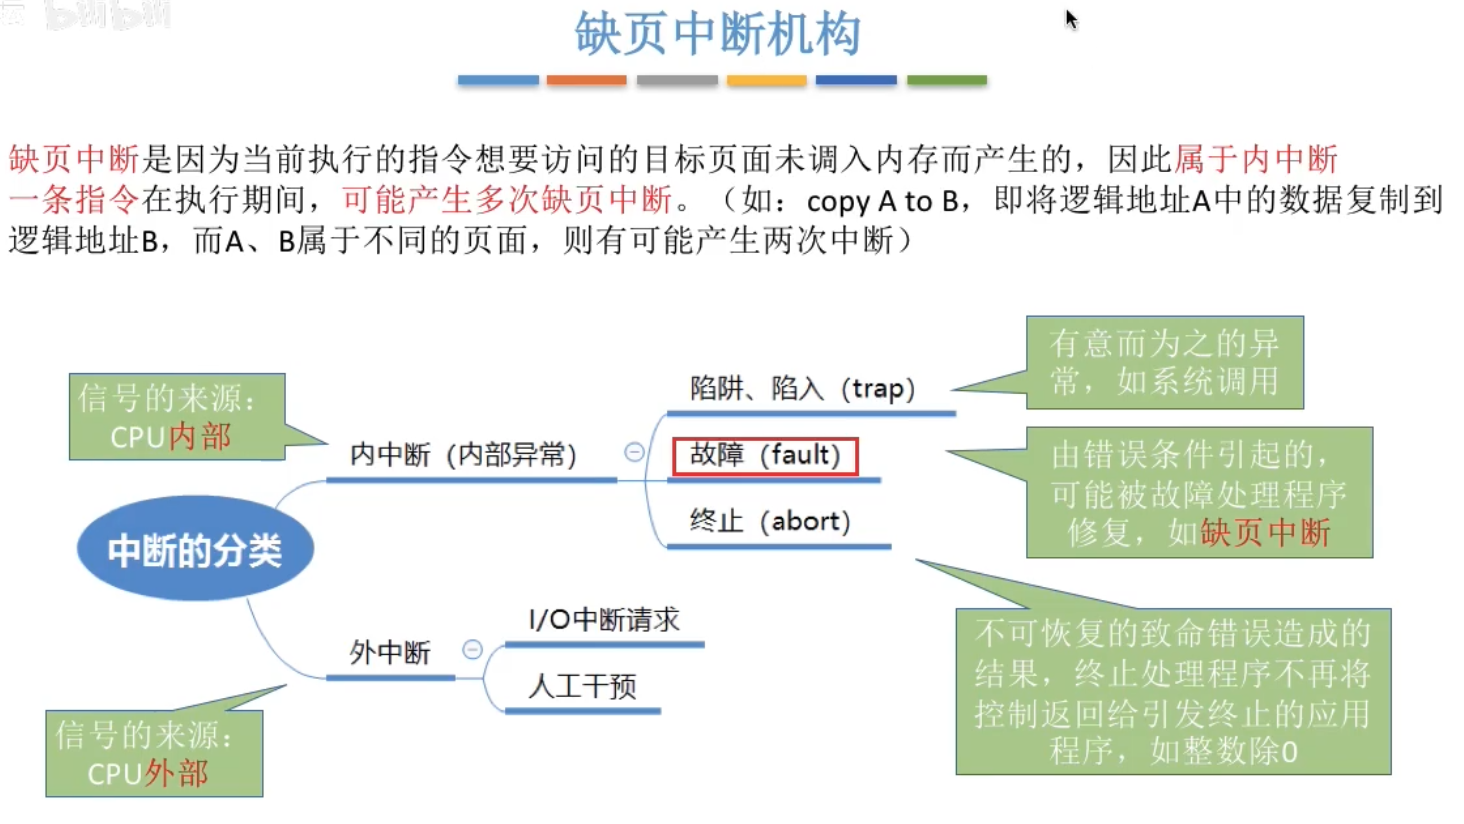 缺页中断机构
缺页中断是因为当前执行的指令想要访问的目标页面未调入内存而产生的，因此属于内中断
一条指令在执行期间，可能产生多次缺页中断。（如：copy A to B，即将逻辑地址A中的数据复制到
逻辑地址B，而A、B属于不同的页面，则有可能产生两次中断）
信号的来源：
CPU内部
内中断（内部异常）
陷阱、陷入（trap）
有意而为之的异
常，如系统调用
故障（fault）
由错误条件引起的，
可能被故障处理程序
修复，如缺页中断
终止（abort）
不可恢复的致命错误造成的
结果，终止处理程序不再将
控制返回给引发终止的应用
程序，如整数除0
中断的分类
外中断
I/O中断请求
人工干预
信号的来源：
CPU外部